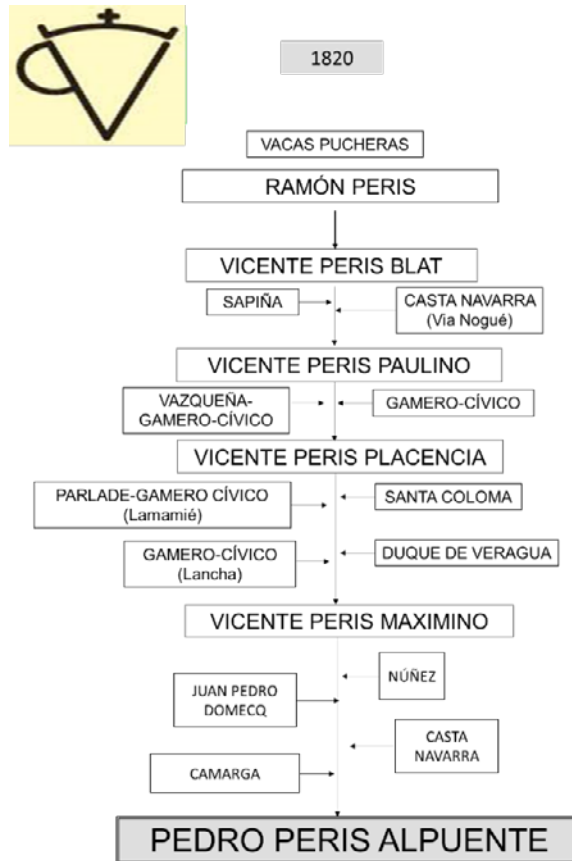 1820
VACAS PUCHERAS
RAMÓN PERIS
VICENTE PERIS BLAT
SAPIÑA
CASTA NAVARRA
(Via Nogué)
VICENTE PERIS PAULINO
VAZQUEÑA-
GAMERO-CÍVICO
GAMERO-CÍVICO
VICENTE PERIS PLACENCIA
PARLADE-GAMERO CÍVICO
(Lamamié)
SANTA COLOMA
GAMERO-CÍVICO
(Lancha)
DUQUE DE VERAGUA
VICENTE PERIS MAXIMINO
NÚÑEZ
JUAN PEDRO
DOMECQ
CASTA
NAVARRA
CAMARGA
PEDRO PERIS ALPUENTE